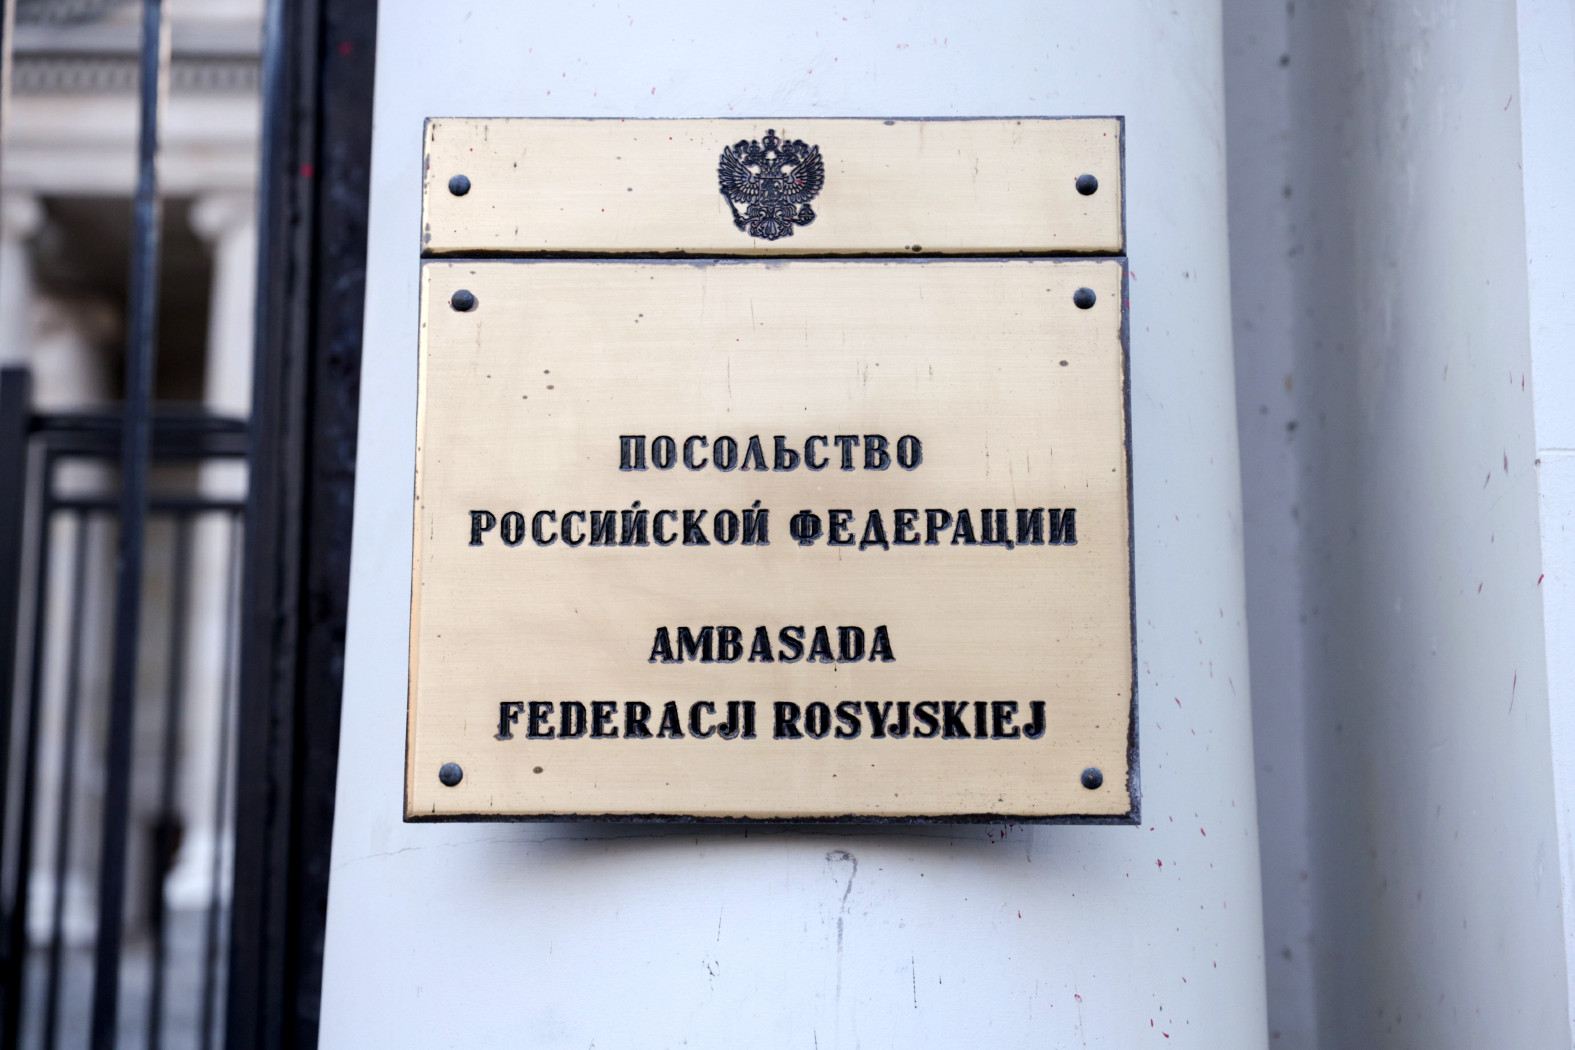 ПОСОЛЬСТВО
РОССИЙСКОЙ ФЕДЕРАЦИИ
AMBASADA
FEDERACJI ROSYJSKIEJ